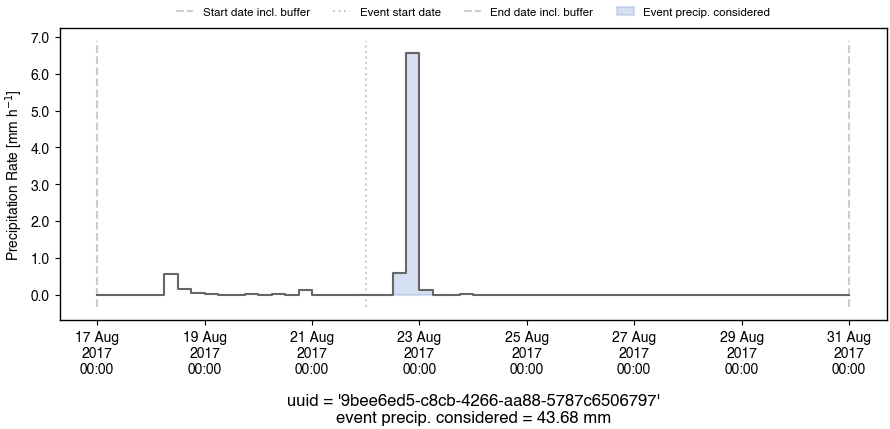 Start date incl. buffer
Event start date
End date incl. buffer
Event precip. considered
Precipitation Rate [mm h⁻¹]
7.0
6.0
5.0
4.0
3.0
2.0
1.0
0.0
17 Aug
2017
00:00
19 Aug
2017
00:00
21 Aug
2017
00:00
23 Aug
2017
00:00
25 Aug
2017
00:00
27 Aug
2017
00:00
29 Aug
2017
00:00
31 Aug
2017
00:00
uuid = '9bee6ed5-c8cb-4266-aa88-5787c6506797'
event precip. considered = 43.68 mm